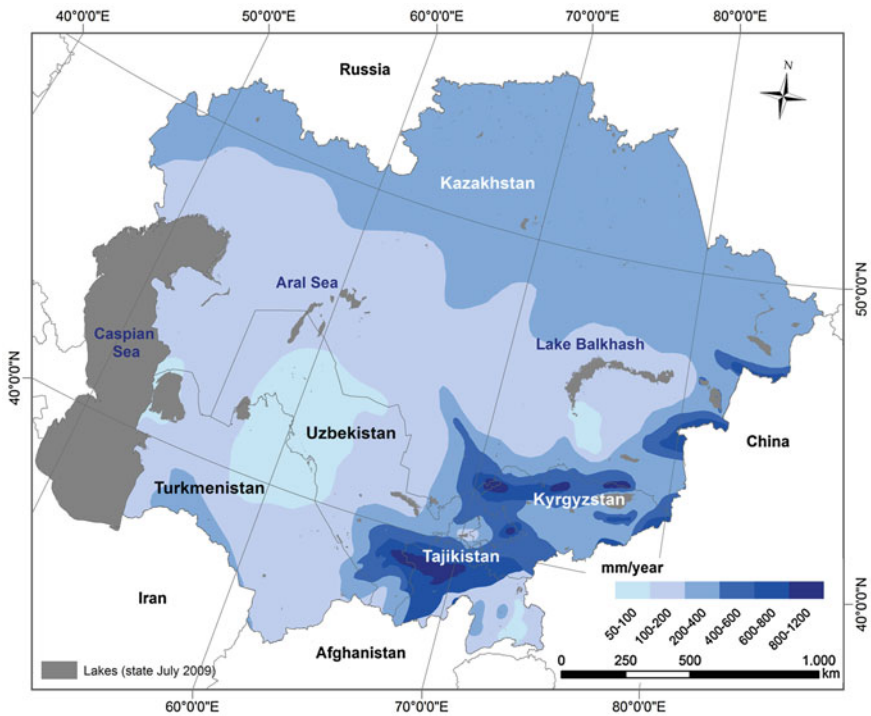 40°0'0"E
50°0'0"E
60°0'0"E
70°0'0"E
80°0'0"E
Russia
N
Kazakhstan
Aral Sea
50°0'0"N
Caspian
Sea
Lake Balkhash
40°0'0"N
Uzbekistan
China
Turkmenistan
Kyrgyzstan
Tajikistan
mm/year
Iran
50-100
100-200
200-400
400-600
600-800
800-1200
40°0'0"N
Afghanistan
Lakes (state July 2009)
0 250 500 1.000
km
60°0'0"E
70°0'0"E
80°0'0"E